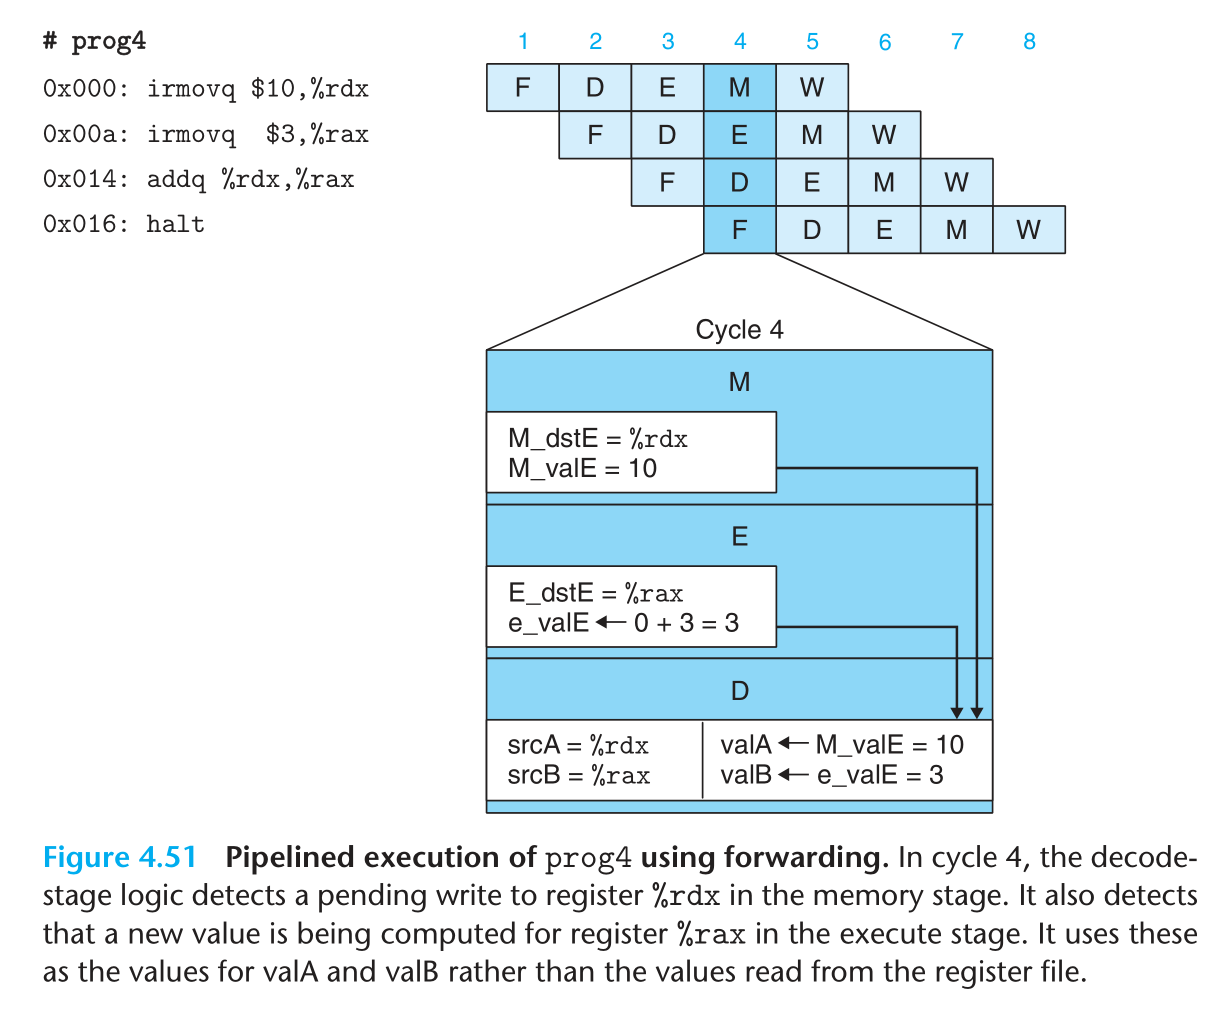 # prog4
1 2 3 4 5 6 7 8
0x000: irmovq $10,%rdx F D E M W
0x00a: irmovq  $3,%rax F D E M W
0x014: addq %rdx,%rax F D E M W
0x016: halt F D E M W
Cycle 4
M
M_dstE = %rdx
M_valE = 10
E
E_dstE = %rax
e_valE ← 0 + 3 = 3
D
srcA = %rdx valA ← M_valE = 10
srcB = %rax valB ← e_valE = 3
Figure 4.51 Pipelined execution of prog4 using forwarding. In cycle 4, the decode-
stage logic detects a pending write to register %rdx in the memory stage. It also detects
that a new value is being computed for register %rax in the execute stage. It uses these
as the values for valA and valB rather than the values read from the register file.